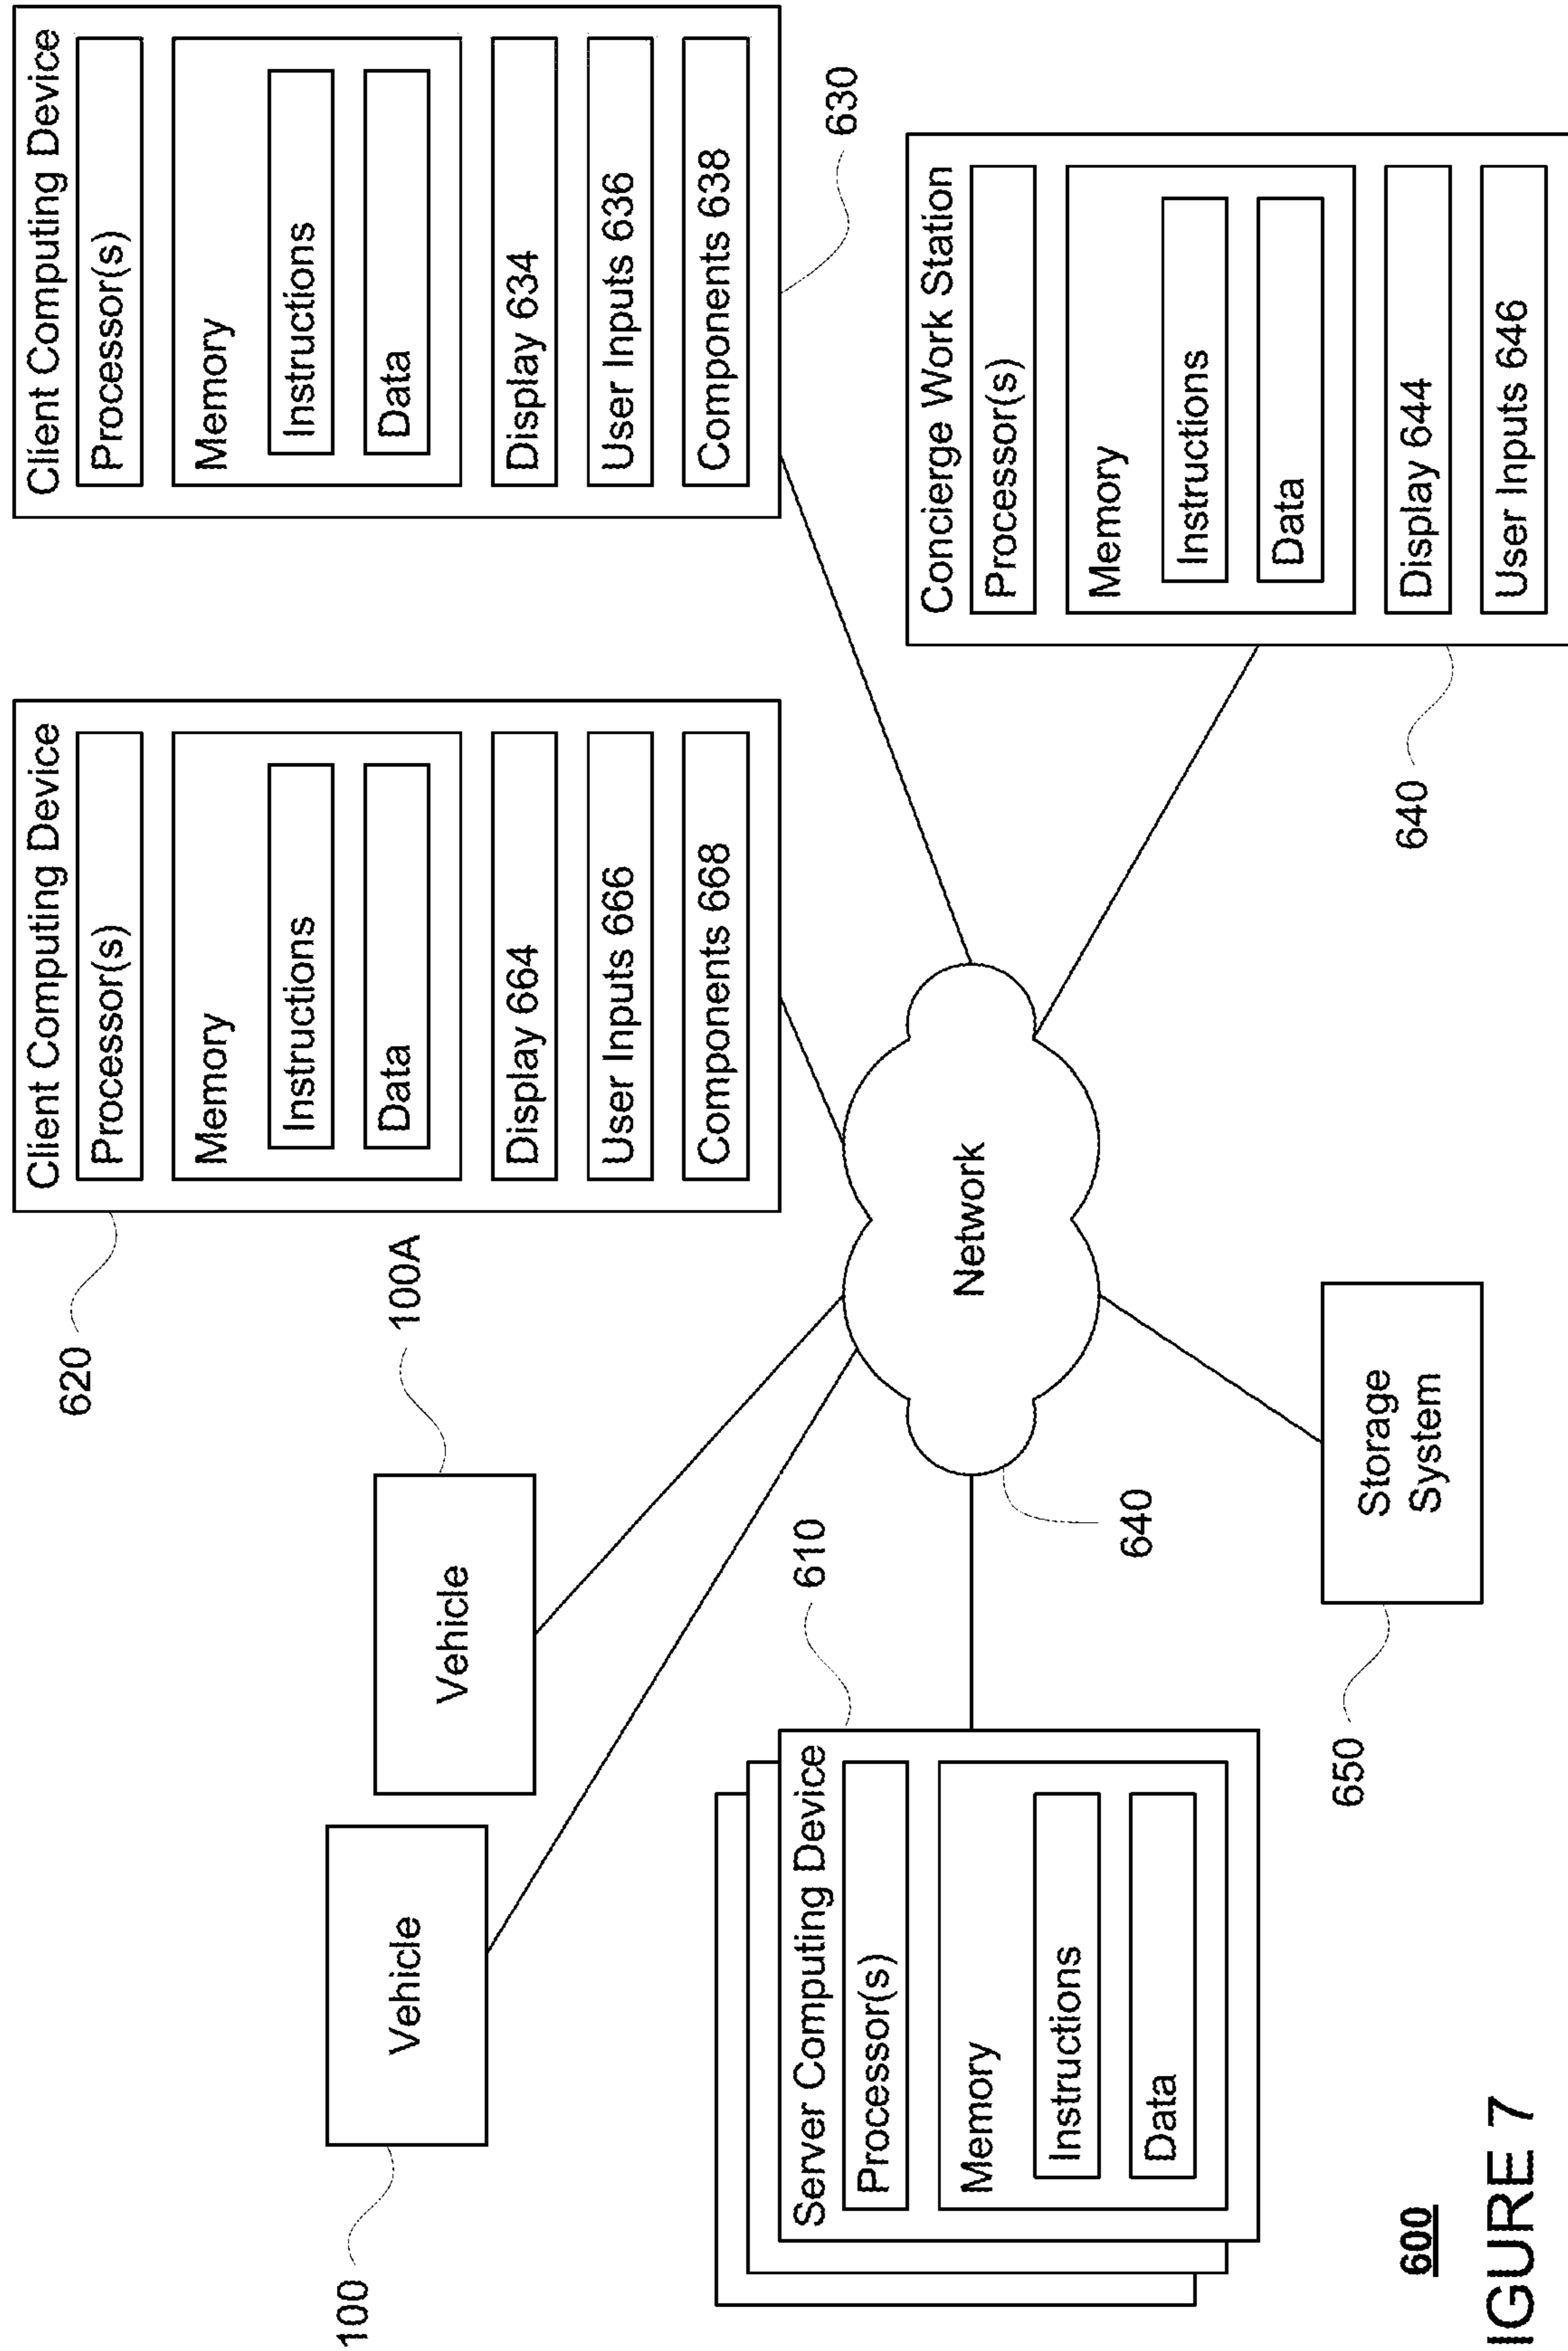 Client Computing Device
Processor(s)
Memory
Instructions
Data
Display 664
User Inputs 666
Components 668
620
Client Computing Device
Processor(s)
Memory
Instructions
Data
Display 634
User Inputs 636
Components 638
630
Vehicle
100
Vehicle
100A
Server Computing Device
Processor(s)
Memory
Instructions
Data
610
Network
640
Concierge Work Station
Processor(s)
Memory
Instructions
Data
Display 644
User Inputs 646
640
Storage
System
650
600
IGURE 7